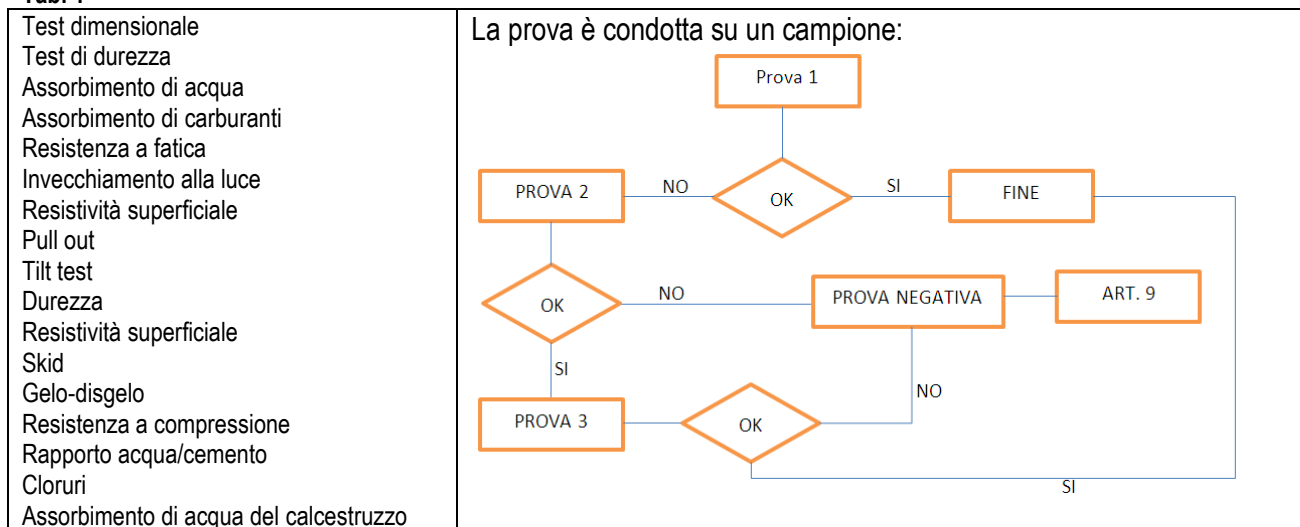 Test dimensionale
Test di durezza
Assorbimento di acqua
Assorbimento di carburanti
Resistenza a fatica
Invecchiamento alla luce
Resistività superficiale
Pull out
Tilt test
Durezza
Resistività superficiale
Skid
Gelo-disgelo
Resistenza a compressione
Rapporto acqua/cemento
Cloruri
Assorbimento di acqua del calcestruzzo
La prova è condotta su un campione:
Prova 1
PROVA 2
NO
OK
SI
FINE
OK
NO
PROVA NEGATIVA
ART. 9
SI
NO
PROVA 3
OK
SI